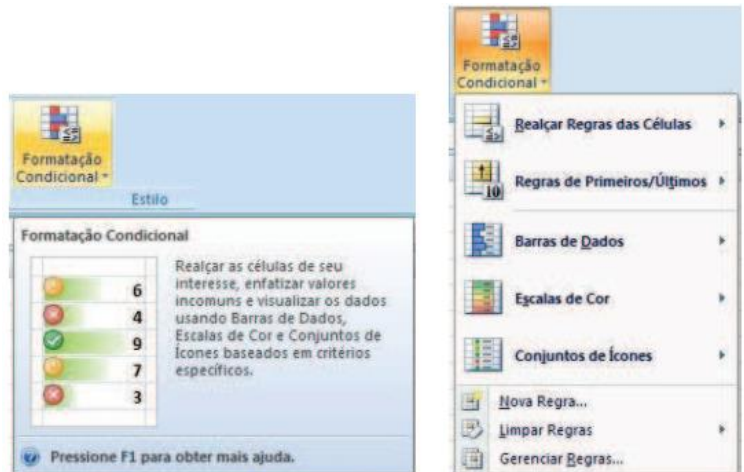 Formatação
Condicional
Estilo
Formatação Condicional
6
4
9
7
3
Realçar as células de seu
interesse, enfatizar valores
incomuns e visualizar os dados
usando Barras de Dados,
Escalas de Cor e Conjuntos de
Ícones baseados em critérios
específicos.
Pressione F1 para obter mais ajuda.
Formatação
Condicional
Realçar Regras das Células
10
Regras de Primeiros/Últimos
Barras de Dados
Escalas de Cor
Conjuntos de Ícones
Nova Regra...
Limpar Regras
Gerenciar Regras...